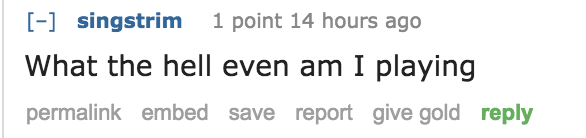 [–] singstrim 1 point 14 hours ago
What the hell even am I playing
permalink embed save report give gold reply